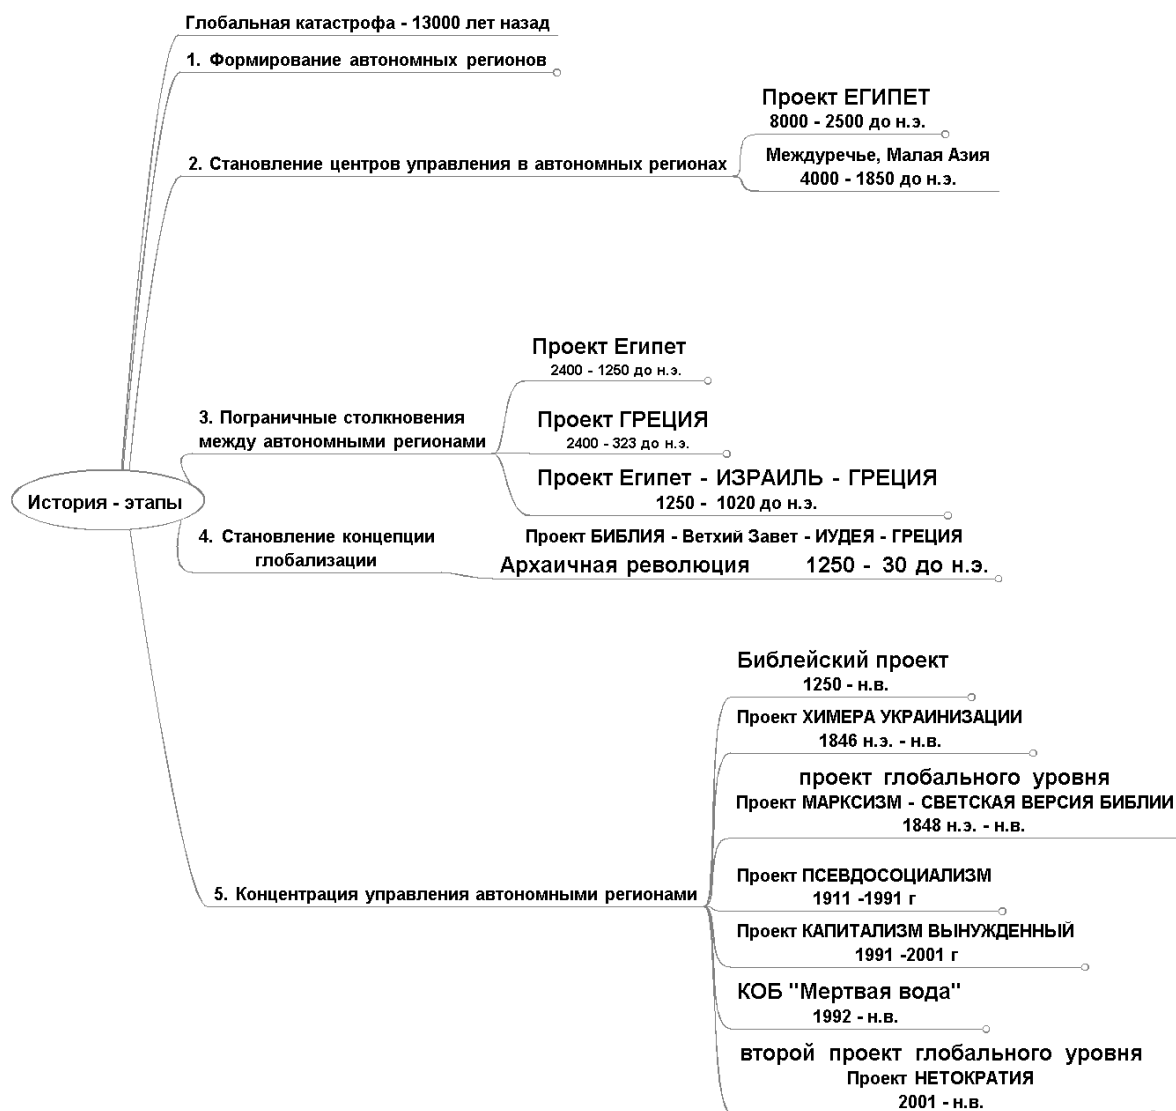 Глобальная катастрофа - 13000 лет назад
1. Формирование автономных регионов
Проект ЕГИПЕТ
8000 - 2500 до н.э.
2. Становление центров управления в автономных регионах
Междуречье, Малая Азия
4000 - 1850 до н.э.
Проект Египет
2400 - 1250 до н.э.
3. Пограничные столкновения
между автономными регионами
Проект ГРЕЦИЯ
2400 - 323 до н.э.
Проект Египет - ИЗРАИЛЬ - ГРЕЦИЯ
1250 - 1020 до н.э.
История - этапы
4. Становление концепции
глобализации
Проект БИБЛИЯ - Ветхий Завет - ИУДЕЯ - ГРЕЦИЯ
Архаичная революция 1250 - 30 до н.э.
Библейский проект
1250 - н.в.
Проект ХИМЕРА УКРАИНИЗАЦИИ
1846 н.э. - н.в.
проект глобального уровня
Проект МАРКСИЗМ - СВЕТСКАЯ ВЕРСИЯ БИБЛИИ
1848 н.э. - н.в.
5. Концентрация управления автономными регионами
Проект ПСЕВДОСОЦИАЛИЗМ
1911 -1991 г
Проект КАПИТАЛИЗМ ВЫНУЖДЕННЫЙ
1991 -2001 г
КОБ "Мертвая вода"
1992 - н.в.
второй проект глобального уровня
Проект НЕТОКРАТИЯ
2001 - н.в.